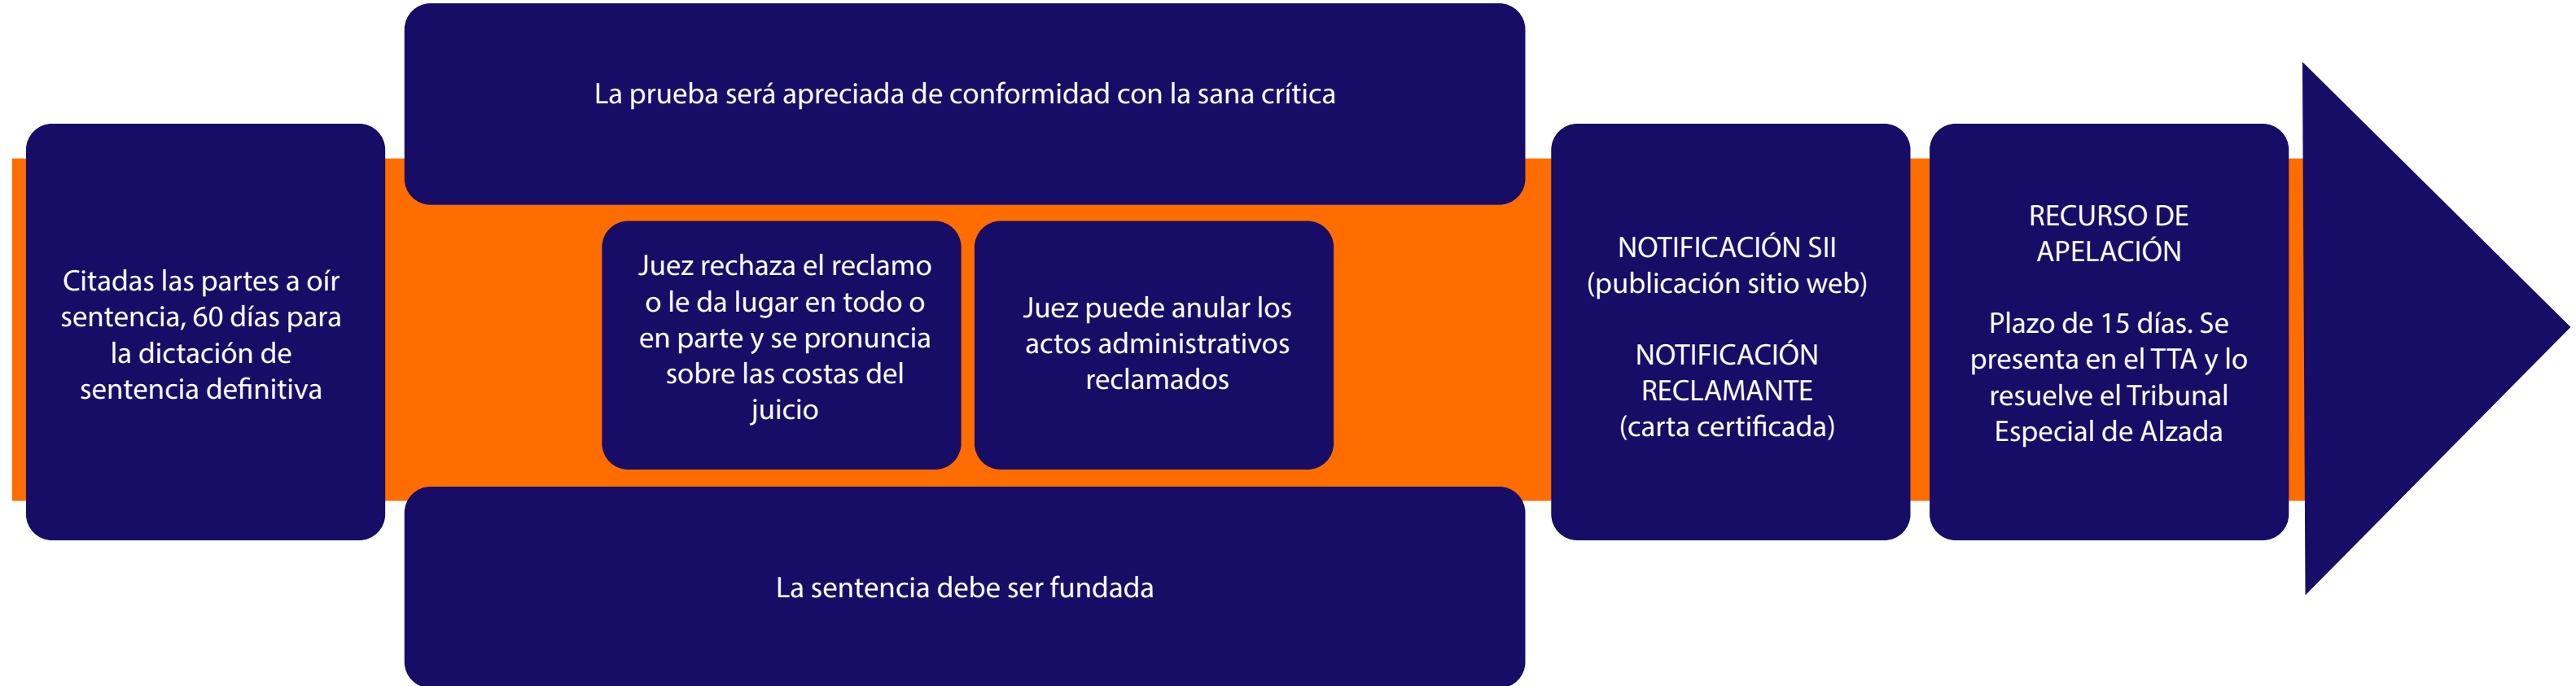 La prueba será apreciada de conformidad con la sana crítica
Citadas las partes a oír
sentencia, 60 días para
la dictación de
sentencia definitiva
Juez rechaza el reclamo
o le da lugar en todo o
en parte y se pronuncia
sobre las costas del
juicio
Juez puede anular los
actos administrativos
reclamados
La sentencia debe ser fundada
NOTIFICACIÓN SII
(publicación sitio web)
NOTIFICACIÓN
RECLAMANTE
(carta certificada)
RECURSO DE
APELACIÓN
Plazo de 15 días. Se
presenta en el TTA y lo
resuelve el Tribunal
Especial de Alzada